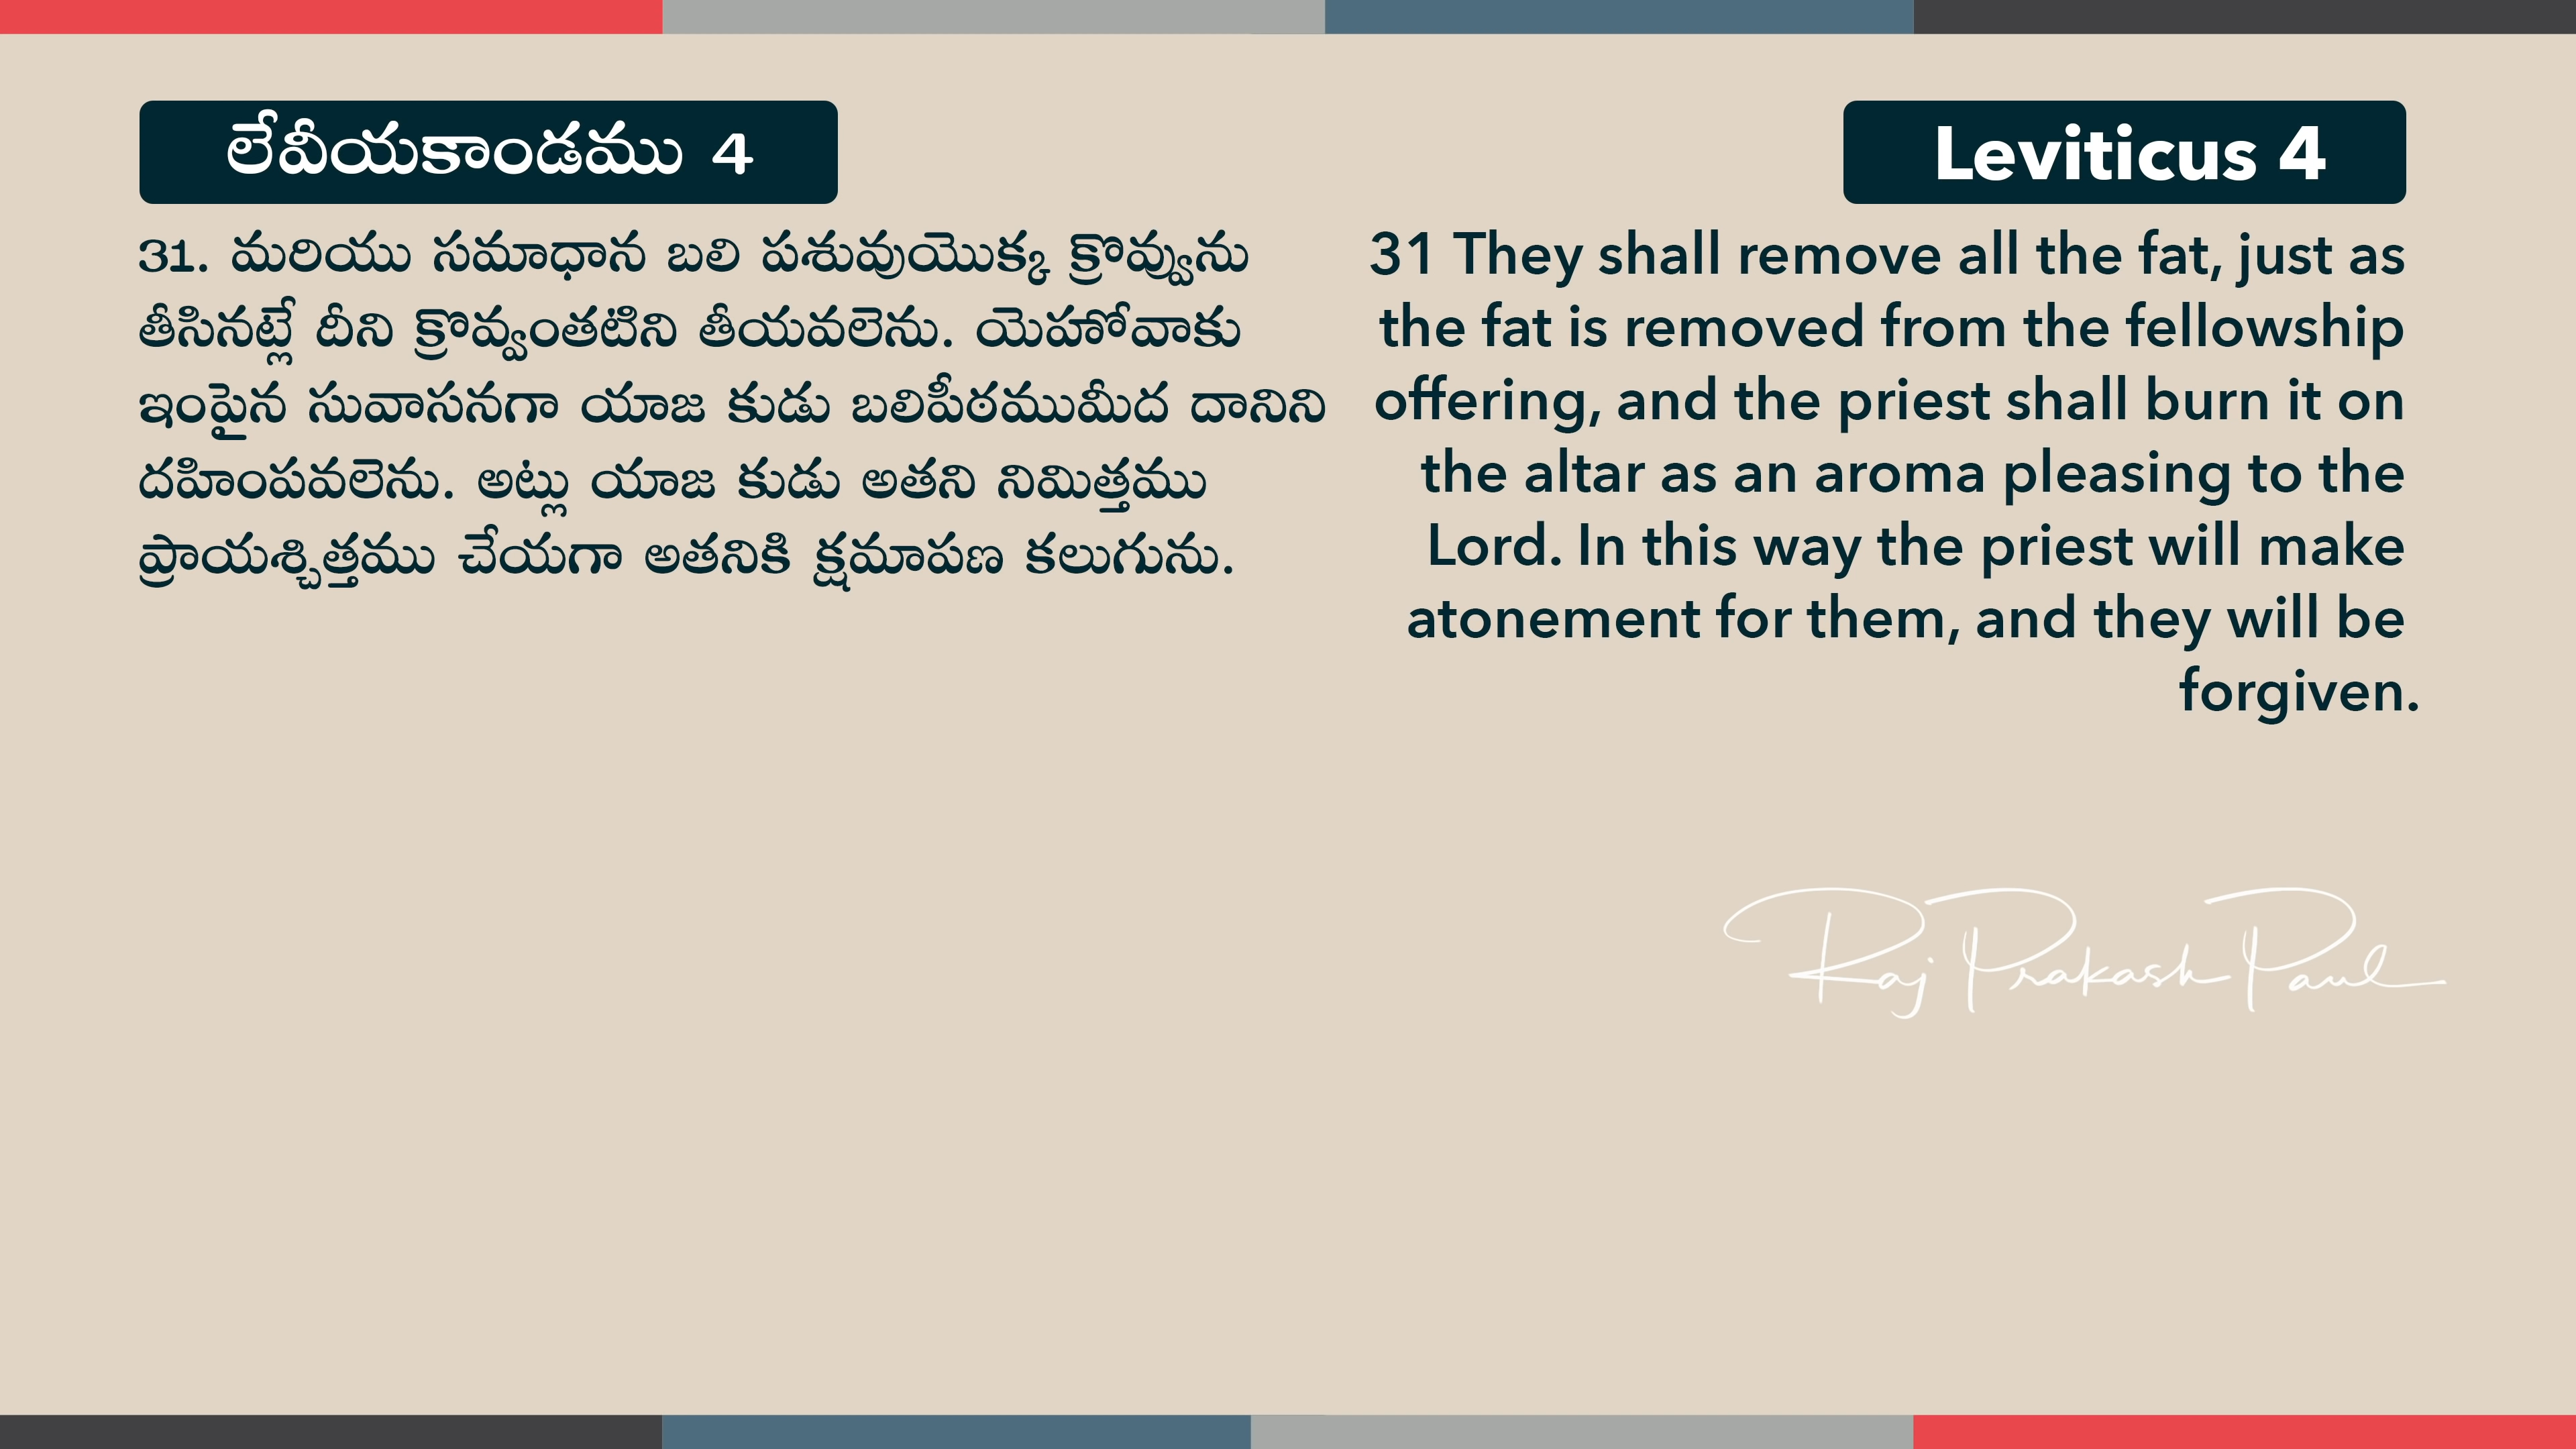 లేవీయకాండము 4
31. మరియు సమాధాన బలి పశువుయొక్క క్రొవ్వును
తీసినట్లే దీని క్రొవ్వంతటిని తీయవలెను. యెహోవాకు
ఇంపైన సువాసనగా యాజ కుడు బలిపీఠముమీద దానిని
దహింపవలెను. అట్లు యాజ కుడు అతని నిమిత్తము
ప్రాయశ్చిత్తము చేయగా అతనికి క్షమాపణ కలుగును.
Leviticus 4
31 They shall remove all the fat, just as
the fat is removed from the fellowship
offering, and the priest shall burn it on
the altar as an aroma pleasing to the
Lord. In this way the priest will make
atonement for them, and they will be
forgiven.
Raj Prakash Paul